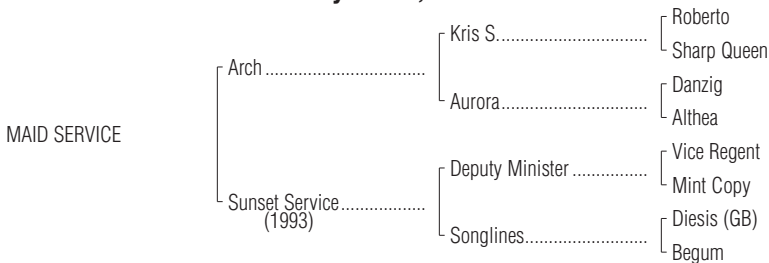 Roberto
Kris S.
Sharp Queen
Arch
Danzig
Aurora
Althea
MAID SERVICE
Vice Regent
Deputy Minister
Mint Copy
Sunset Service
(1993)
Diesis (GB)
Songlines
Begum